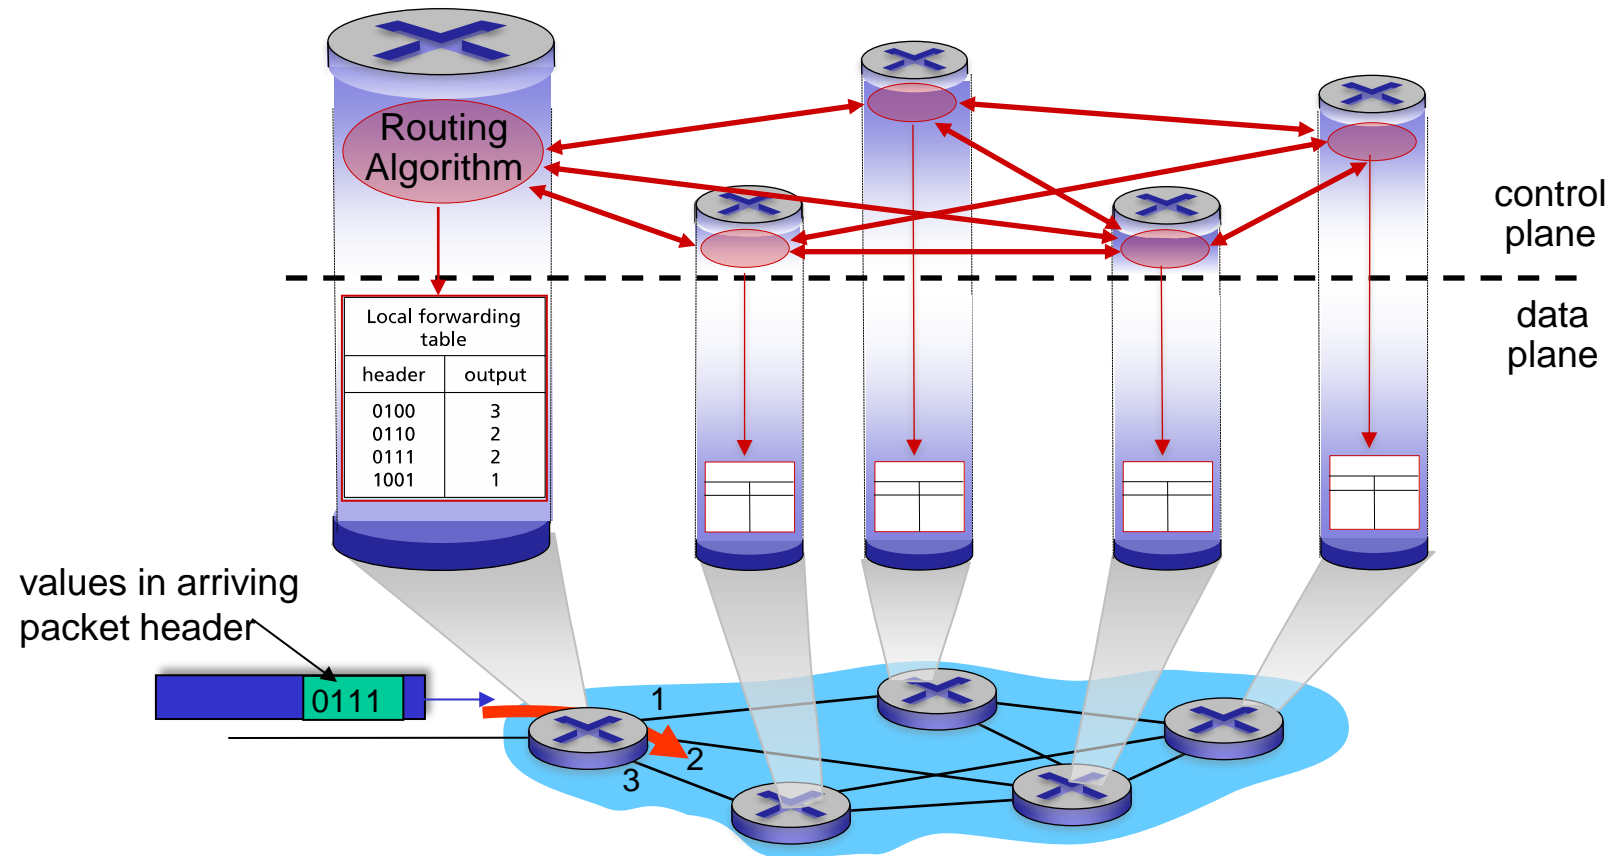 Routing
Algorithm
control
plane
data
plane
Local forwarding
table
header output
0100 3
0110 2
0111 2
1001 1
values in arriving
packet header
0111
1
2
3